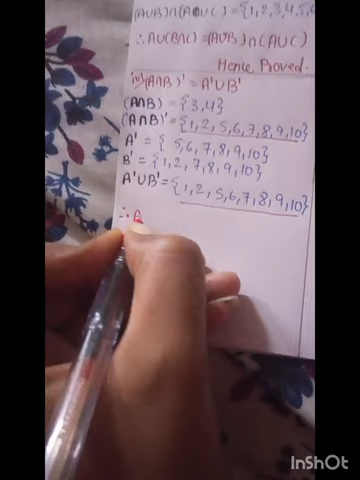 (A∪B)∩(A∪C) = {1,2,3,4,5,6
∴ A∪(B∩C) = (A∪B)∩(A∪C)
Hence Proved.
iv) (A∩B)' = A'∪B'
(A∩B) = {3,4}
(A∩B)' = {1,2,5,6,7,8,9,10}
A' = {5,6,7,8,9,10}
B' = {1,2,7,8,9,10}
A'∪B' = {1,2,5,6,7,8,9,10}
∴ A
InShOt